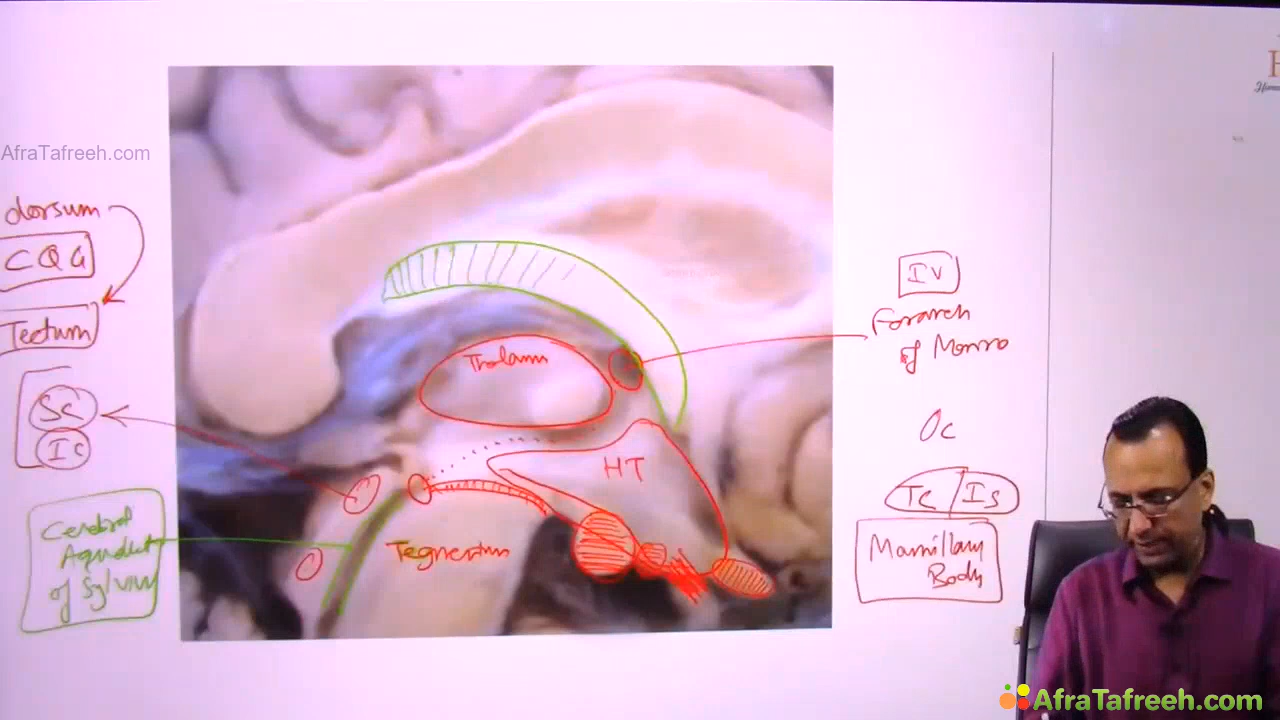 AfraTafreeh.com
dorsum
CQG
Tectum
SC
IC
Cerebral
Aqueduct
of Sylvius
Thalamus
HT
Tegmentum
IV
Foramen
of Monro
OC
TC / IS
Mamillary
Body
H
AfraTafreeh.com